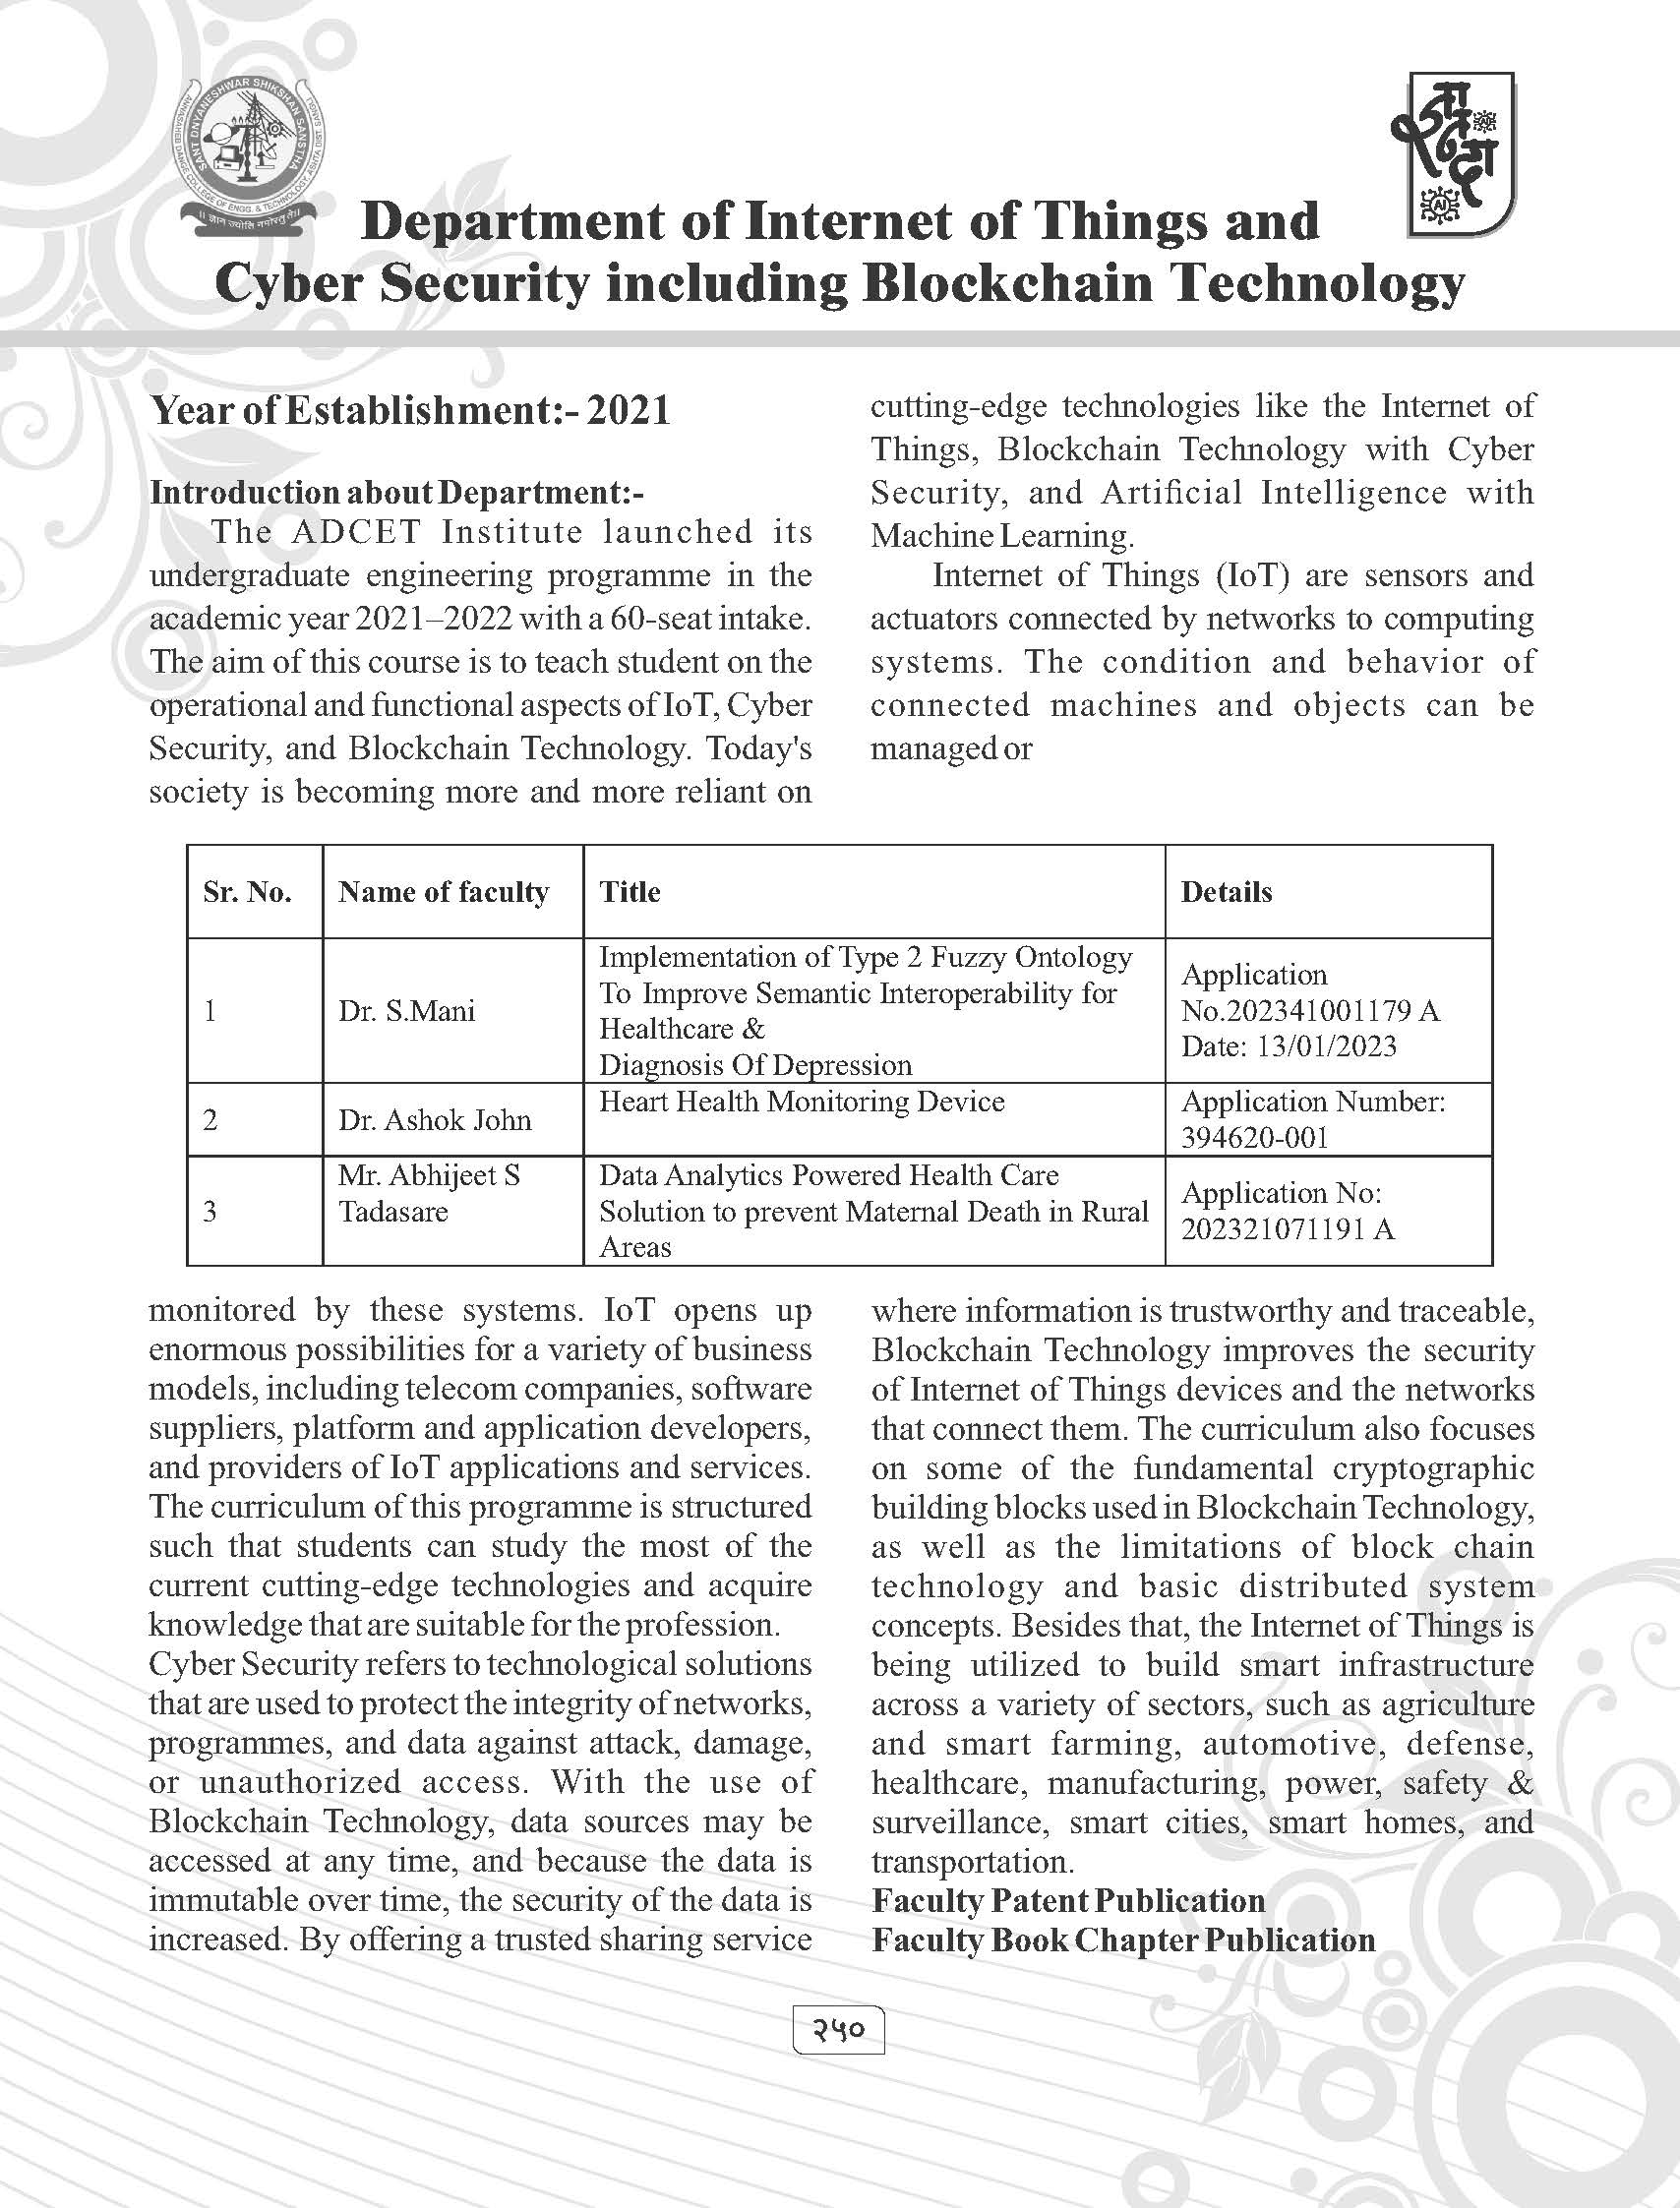 SANT DNYANESHWAR SHIKSHAN SANSTHA
ANNASAHEB DANGE COLLEGE OF ENGG. & TECHNOLOGY, ASHTA DIST. SANGLI
AI
AI
Department of Internet of Things and
Cyber Security including Blockchain Technology
Year of Establishment:- 2021
Introduction about Department:-
The ADCET Institute launched its
undergraduate engineering programme in the
academic year 2021–2022 with a 60-seat intake.
The aim of this course is to teach student on the
operational and functional aspects of IoT, Cyber
Security, and Blockchain Technology. Today's
society is becoming more and more reliant on
cutting-edge technologies like the Internet of
Things, Blockchain Technology with Cyber
Security, and Artificial Intelligence with
Machine Learning.
Internet of Things (IoT) are sensors and
actuators connected by networks to computing
systems. The condition and behavior of
connected machines and objects can be
managed or
Sr. No. Name of faculty Title Details
1 Dr. S.Mani
Implementation of Type 2 Fuzzy Ontology
To Improve Semantic Interoperability for
Healthcare &
Diagnosis Of Depression
Application
No.202341001179 A
Date: 13/01/2023
2 Dr. Ashok John
Heart Health Monitoring Device
Application Number:
394620-001
3
Mr. Abhijeet S
Tadasare
Data Analytics Powered Health Care
Solution to prevent Maternal Death in Rural
Areas
Application No:
202321071191 A
monitored by these systems. IoT opens up
enormous possibilities for a variety of business
models, including telecom companies, software
suppliers, platform and application developers,
and providers of IoT applications and services.
The curriculum of this programme is structured
such that students can study the most of the
current cutting-edge technologies and acquire
knowledge that are suitable for the profession.
Cyber Security refers to technological solutions
that are used to protect the integrity of networks,
programmes, and data against attack, damage,
or unauthorized access. With the use of
Blockchain Technology, data sources may be
accessed at any time, and because the data is
immutable over time, the security of the data is
increased. By offering a trusted sharing service
where information is trustworthy and traceable,
Blockchain Technology improves the security
of Internet of Things devices and the networks
that connect them. The curriculum also focuses
on some of the fundamental cryptographic
building blocks used in Blockchain Technology,
as well as the limitations of block chain
technology and basic distributed system
concepts. Besides that, the Internet of Things is
being utilized to build smart infrastructure
across a variety of sectors, such as agriculture
and smart farming, automotive, defense,
healthcare, manufacturing, power, safety &
surveillance, smart cities, smart homes, and
transportation.
Faculty Patent Publication
Faculty Book Chapter Publication
२५०